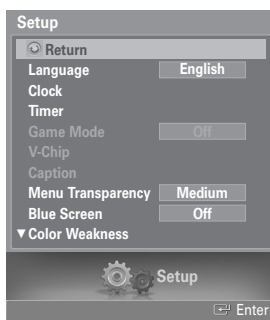 Setup
Return
Language English
Clock
Timer
Game Mode Off
V-Chip
Caption
Menu Transparency Medium
Blue Screen Off
▼ Color Weakness
Setup
Enter